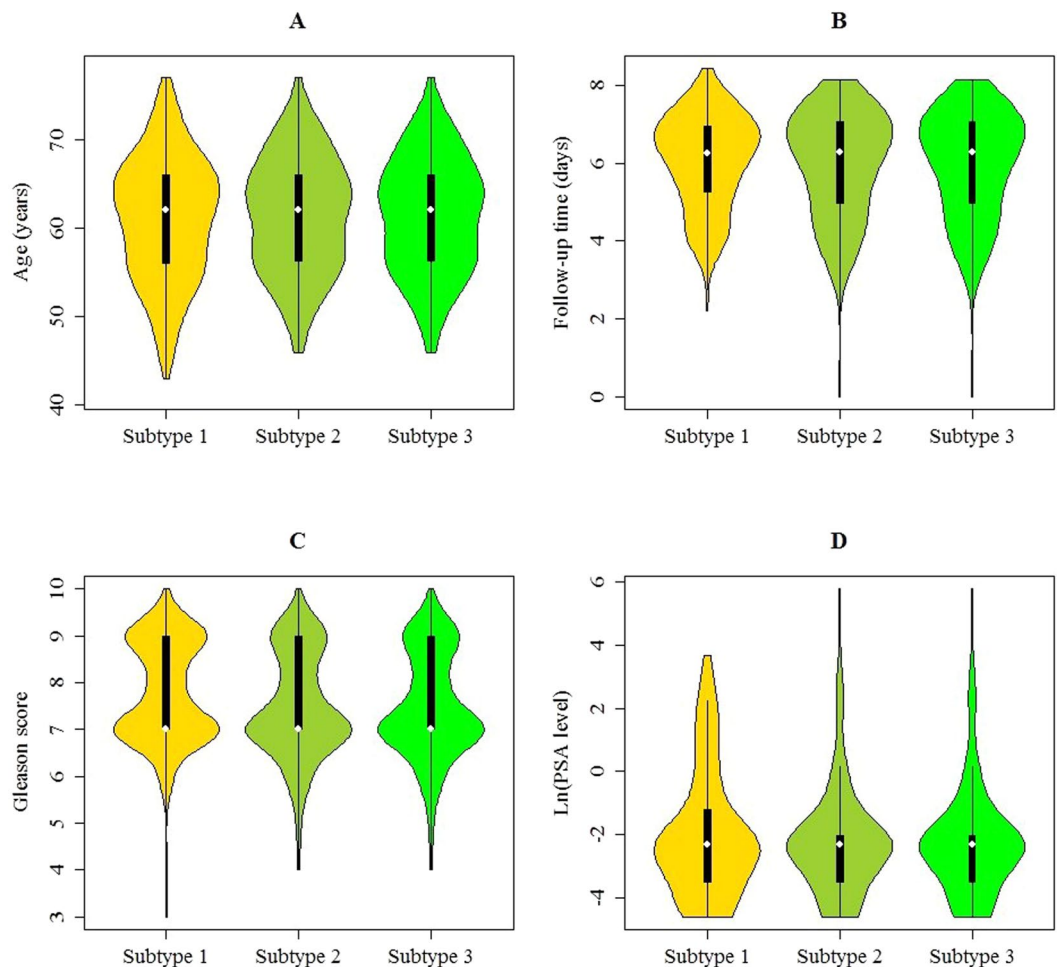 A
Age (years)
70
60
50
40
Subtype 1 Subtype 2 Subtype 3
B
Follow-up time (days)
8
6
4
2
0
Subtype 1 Subtype 2 Subtype 3
C
Gleason score
10
9
8
7
6
5
4
3
Subtype 1 Subtype 2 Subtype 3
D
Ln(PSA level)
6
4
2
0
-2
-4
Subtype 1 Subtype 2 Subtype 3